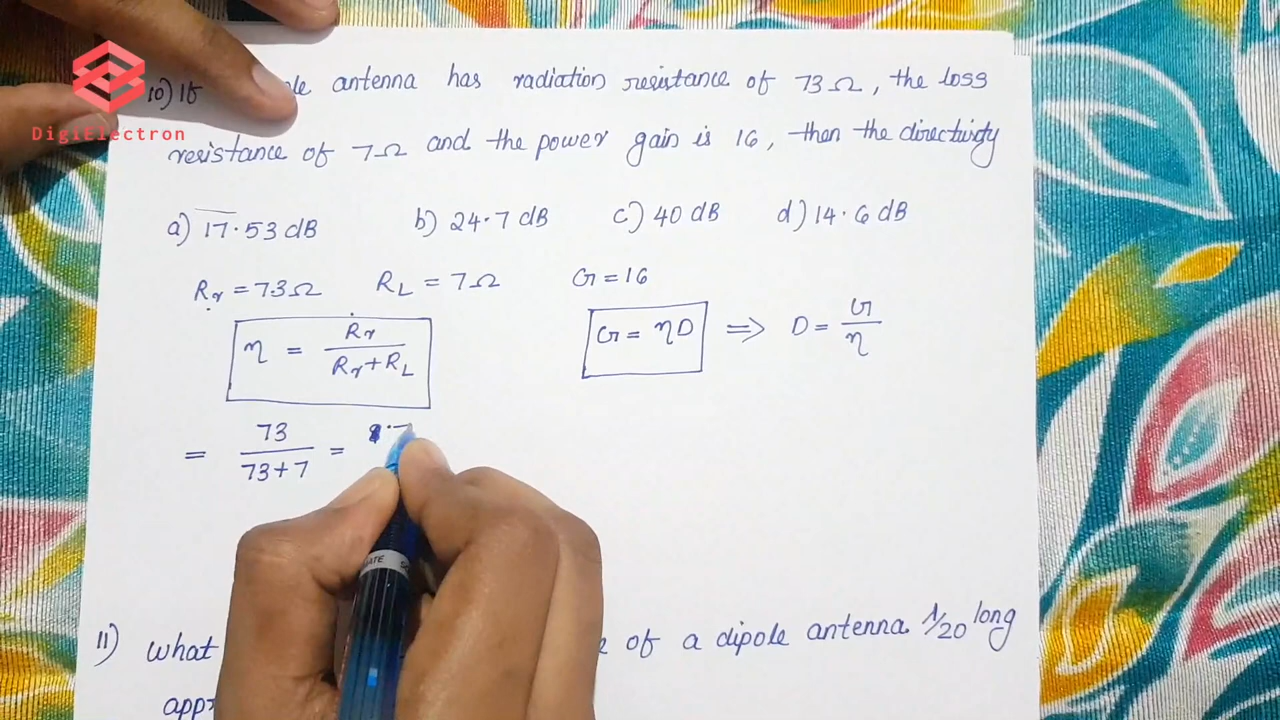 10) If antenna has radiation resistance of 73Ω, the loss
DigiElectron
resistance of 7Ω and the power gain is 16, then the directivity
a) 17.53 dB b) 24.7 dB c) 40 dB d) 14.6 dB
Rr = 73Ω RL = 7Ω G = 16
η = Rr / (Rr + RL) G = ηD ⇒ D = G / η
= 73 / (73+7) =
11) what of a dipole antenna λ/20 long